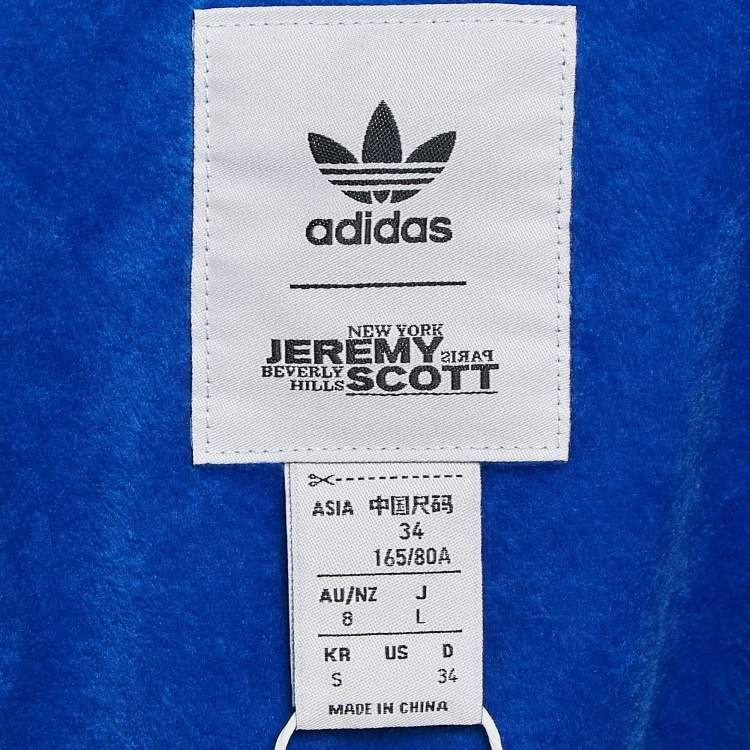 adidas
NEW YORK
JEREMY PARIS
BEVERLY
HILLS SCOTT
ASIA 中国尺码
34
165/80A
AU/NZ J
8 L
KR US D
S 34
MADE IN CHINA